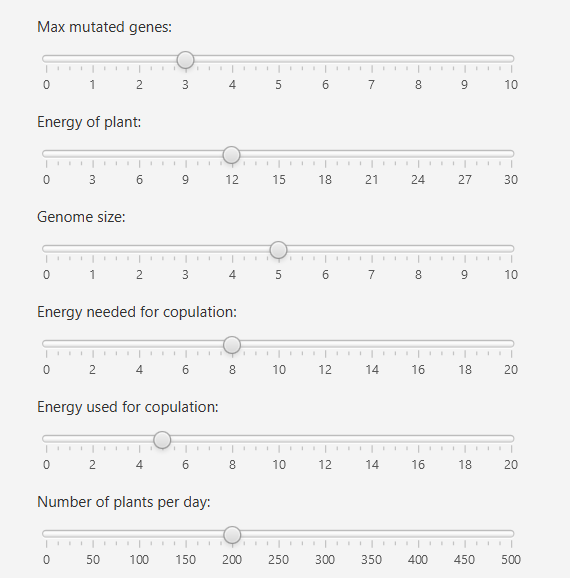 Max mutated genes:
0 1 2 3 4 5 6 7 8 9 10
Energy of plant:
0 3 6 9 12 15 18 21 24 27 30
Genome size:
0 1 2 3 4 5 6 7 8 9 10
Energy needed for copulation:
0 2 4 6 8 10 12 14 16 18 20
Energy used for copulation:
0 2 4 6 8 10 12 14 16 18 20
Number of plants per day:
0 50 100 150 200 250 300 350 400 450 500